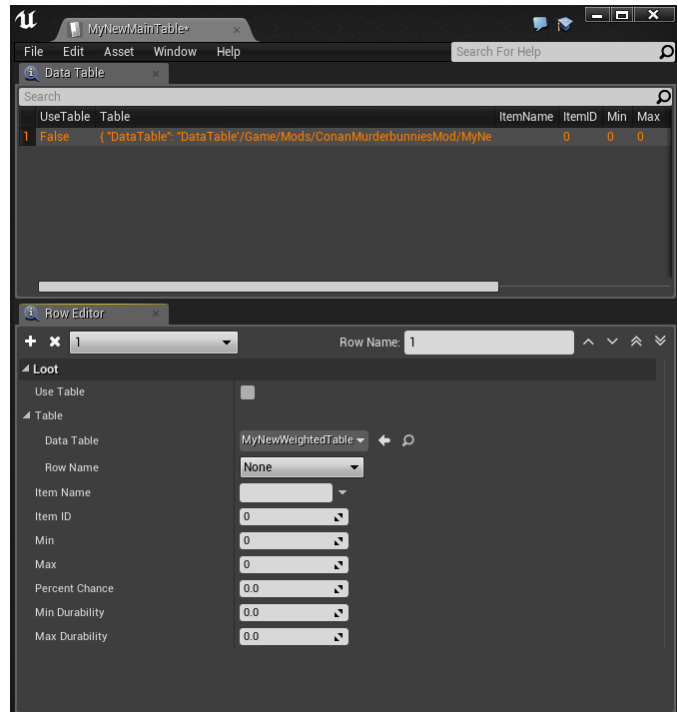 MyNewMainTable*
File Edit Asset Window Help Search For Help
Data Table
Search
UseTable Table ItemName ItemID Min Max
1 False { "DataTable": "DataTable'/Game/Mods/ConanMurderbunniesMod/MyNe 0 0 0
Row Editor
1 Row Name: 1
Loot
Use Table
Table
Data Table MyNewWeightedTable
Row Name None
Item Name
Item ID 0
Min 0
Max 0
Percent Chance 0.0
Min Durability 0.0
Max Durability 0.0